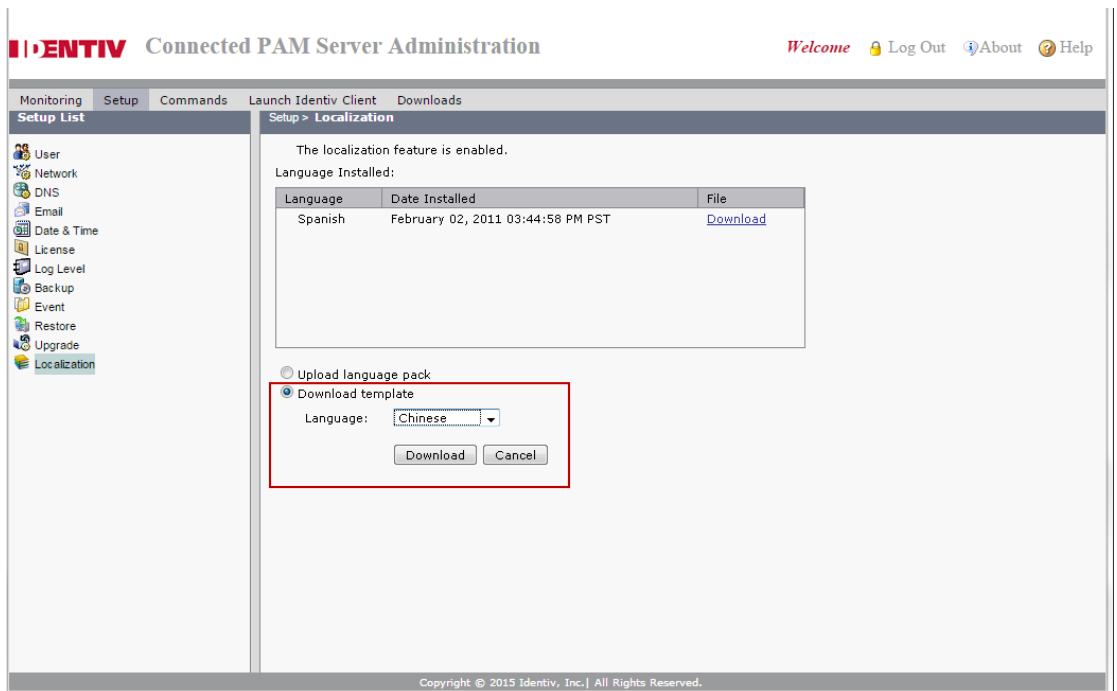 IDENTIV Connected PAM Server Administration
Welcome Log Out About Help
Monitoring Setup Commands Launch Identiv Client Downloads
Setup List
Setup > Localization
User
Network
DNS
Email
Date & Time
License
Log Level
Backup
Event
Restore
Upgrade
Localization
The localization feature is enabled.
Language Installed:
Language Date Installed File
Spanish February 02, 2011 03:44:58 PM PST Download
Upload language pack
Download template
Language: Chinese
Download Cancel
Copyright © 2015 Identiv, Inc.| All Rights Reserved.